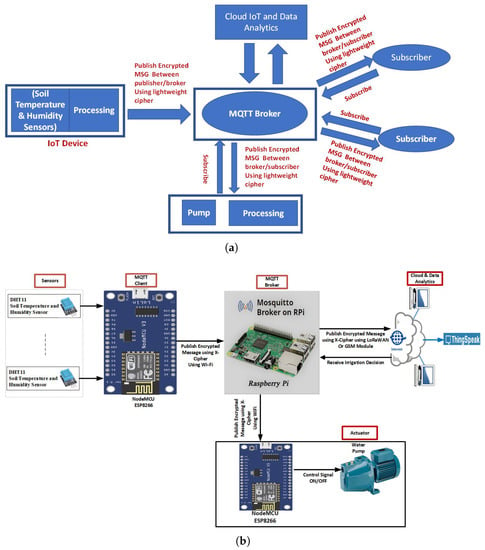 Cloud IoT and Data
Analytics
Publish Encrypted
MSG Between
publisher/broker
Using lightweight
cipher
Publish Encrypted
MSG Between
broker/subscriber
Using lightweight
cipher
Subscriber
Subscribe
(Soil
Temperature
& Humidity
Sensors)
Processing
IoT Device
MQTT Broker
Subscribe
Subscriber
Publish Encrypted
MSG Between
broker/subscriber
Using lightweight
cipher
Subscribe
Publish Encrypted
MSG Between
broker/subscriber
Using lightweight
cipher
Pump
Processing
(a)
Sensors
MQTT
Client
MQTT
Broker
Cloud & Data
Analytics
DHT11
Soil Temperature and
Humidity Sensor
DHT11
Soil Temperature and
Humidity Sensor
NodeMCU
ESP8266
Publish Encrypted
Message using X-
Cipher
Using Wi-Fi
Mosquitto
Broker on RPi
Raspberry Pi
Publish Encrypted Message
using X-Cipher using LoRaWAN
Or GSM Module
Receive Irrigation Decision
Internet
ThingSpeak
Publish Encrypted
Message using X-
Cipher
Using WiFi
Actuator
Water
Pump
Control Signal
ON/OFF
NodeMCU
ESP8266
(b)